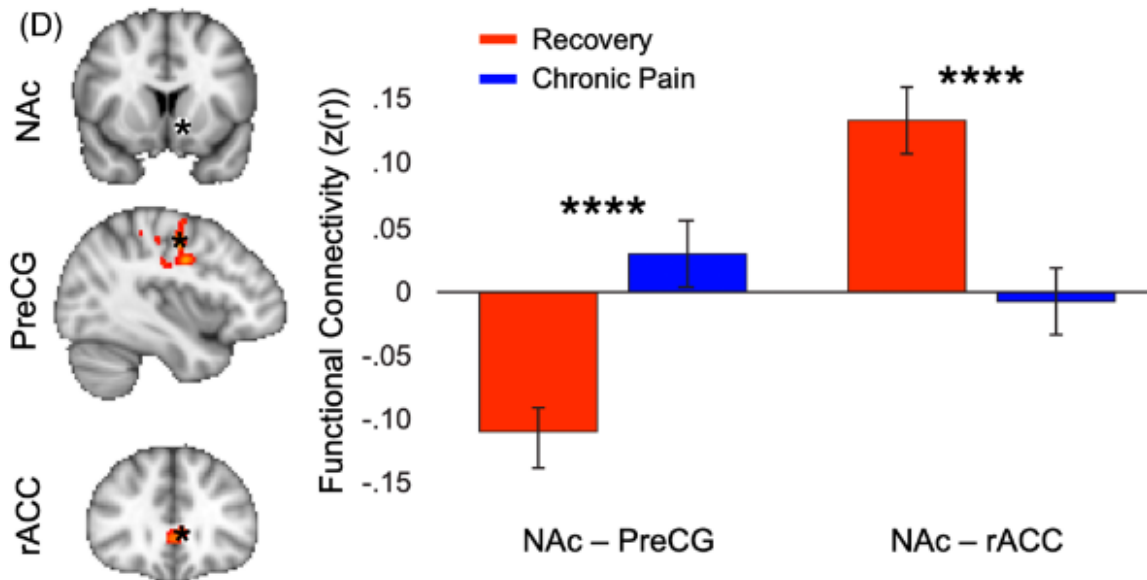 (D)
NAc
PreCG
rACC
Recovery
Chronic Pain
Functional Connectivity (z(r))
.15
.10
.05
0
-.05
-.10
-.15
****
****
NAc – PreCG
NAc – rACC
*
*
*